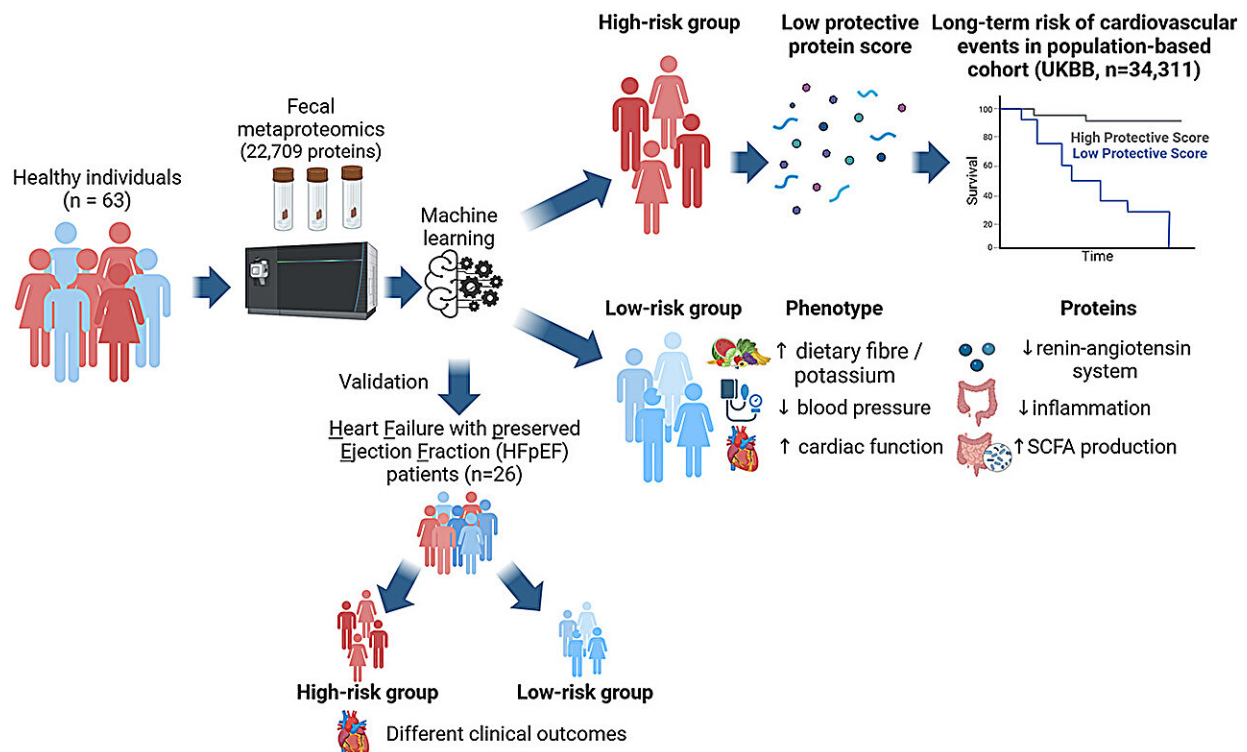 Healthy individuals
(n = 63)
Fecal
metaproteomics
(22,709 proteins)
Machine
learning
High-risk group
Low protective
protein score
Long-term risk of cardiovascular
events in population-based
cohort (UKBB, n=34,311)
100
80
60
40
20
0
Survival
High Protective Score
Low Protective Score
Time
Low-risk group
Phenotype
↑ dietary fibre /
potassium
↓ blood pressure
↑ cardiac function
Proteins
↓renin-angiotensin
system
↓inflammation
↑SCFA production
Validation
Heart Failure with preserved
Ejection Fraction (HFpEF)
patients (n=26)
High-risk group
Low-risk group
Different clinical outcomes